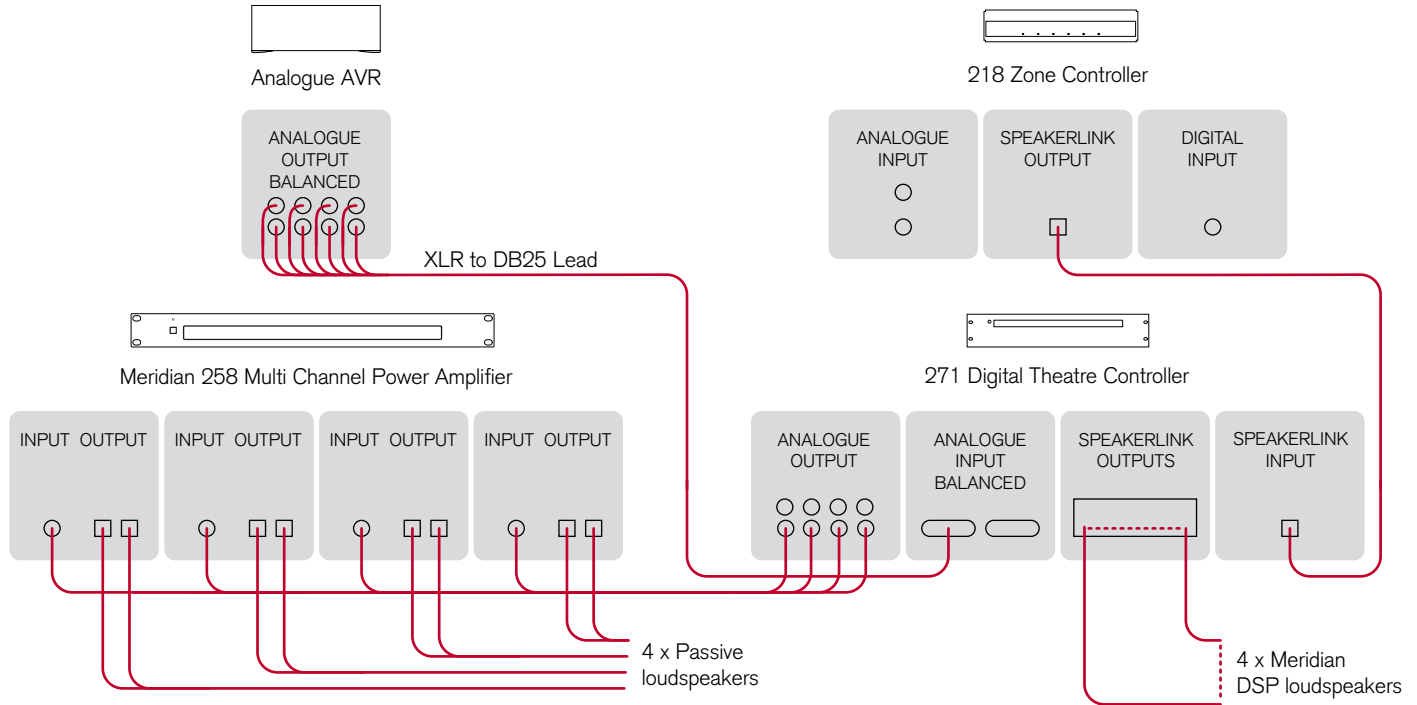 Analogue AVR
218 Zone Controller
ANALOGUE
OUTPUT
BALANCED
ANALOGUE
INPUT
SPEAKERLINK
OUTPUT
DIGITAL
INPUT
XLR to DB25 Lead
Meridian 258 Multi Channel Power Amplifier
271 Digital Theatre Controller
INPUT OUTPUT
INPUT OUTPUT
INPUT OUTPUT
INPUT OUTPUT
ANALOGUE
OUTPUT
ANALOGUE
INPUT
BALANCED
SPEAKERLINK
OUTPUTS
SPEAKERLINK
INPUT
4 x Passive
loudspeakers
4 x Meridian
DSP loudspeakers